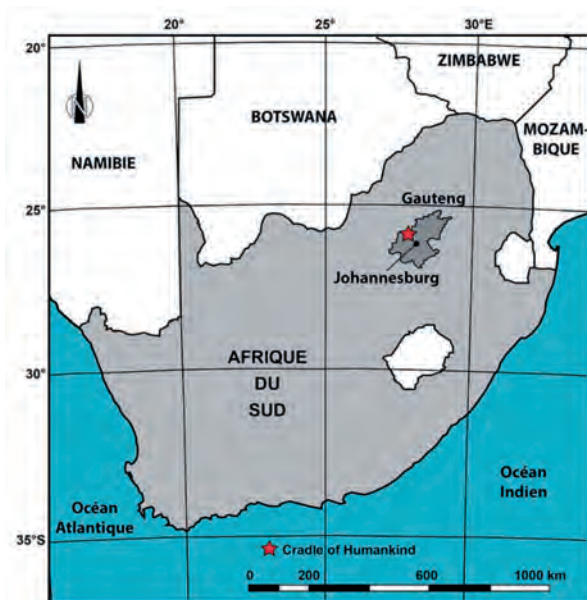 20°
25°
30°
20°
ZIMBABWE
N
BOTSWANA
MOZAM-
BIQUE
NAMIBIE
25°
Gauteng
Johannesburg
30°
AFRIQUE
DU
SUD
Océan
Indien
Océan
Atlantique
35°S
Cradle of Humankind
0 200 600 1000 km